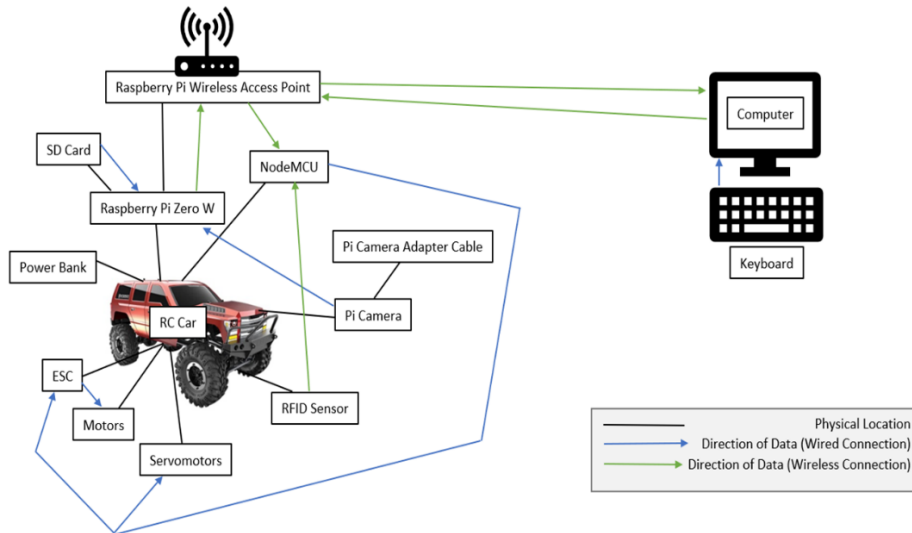 Raspberry Pi Wireless Access Point
Computer
SD Card
NodeMCU
Raspberry Pi Zero W
Pi Camera Adapter Cable
Keyboard
Power Bank
RC Car
Pi Camera
ESC
RFID Sensor
Motors
Servomotors
Physical Location
Direction of Data (Wired Connection)
Direction of Data (Wireless Connection)